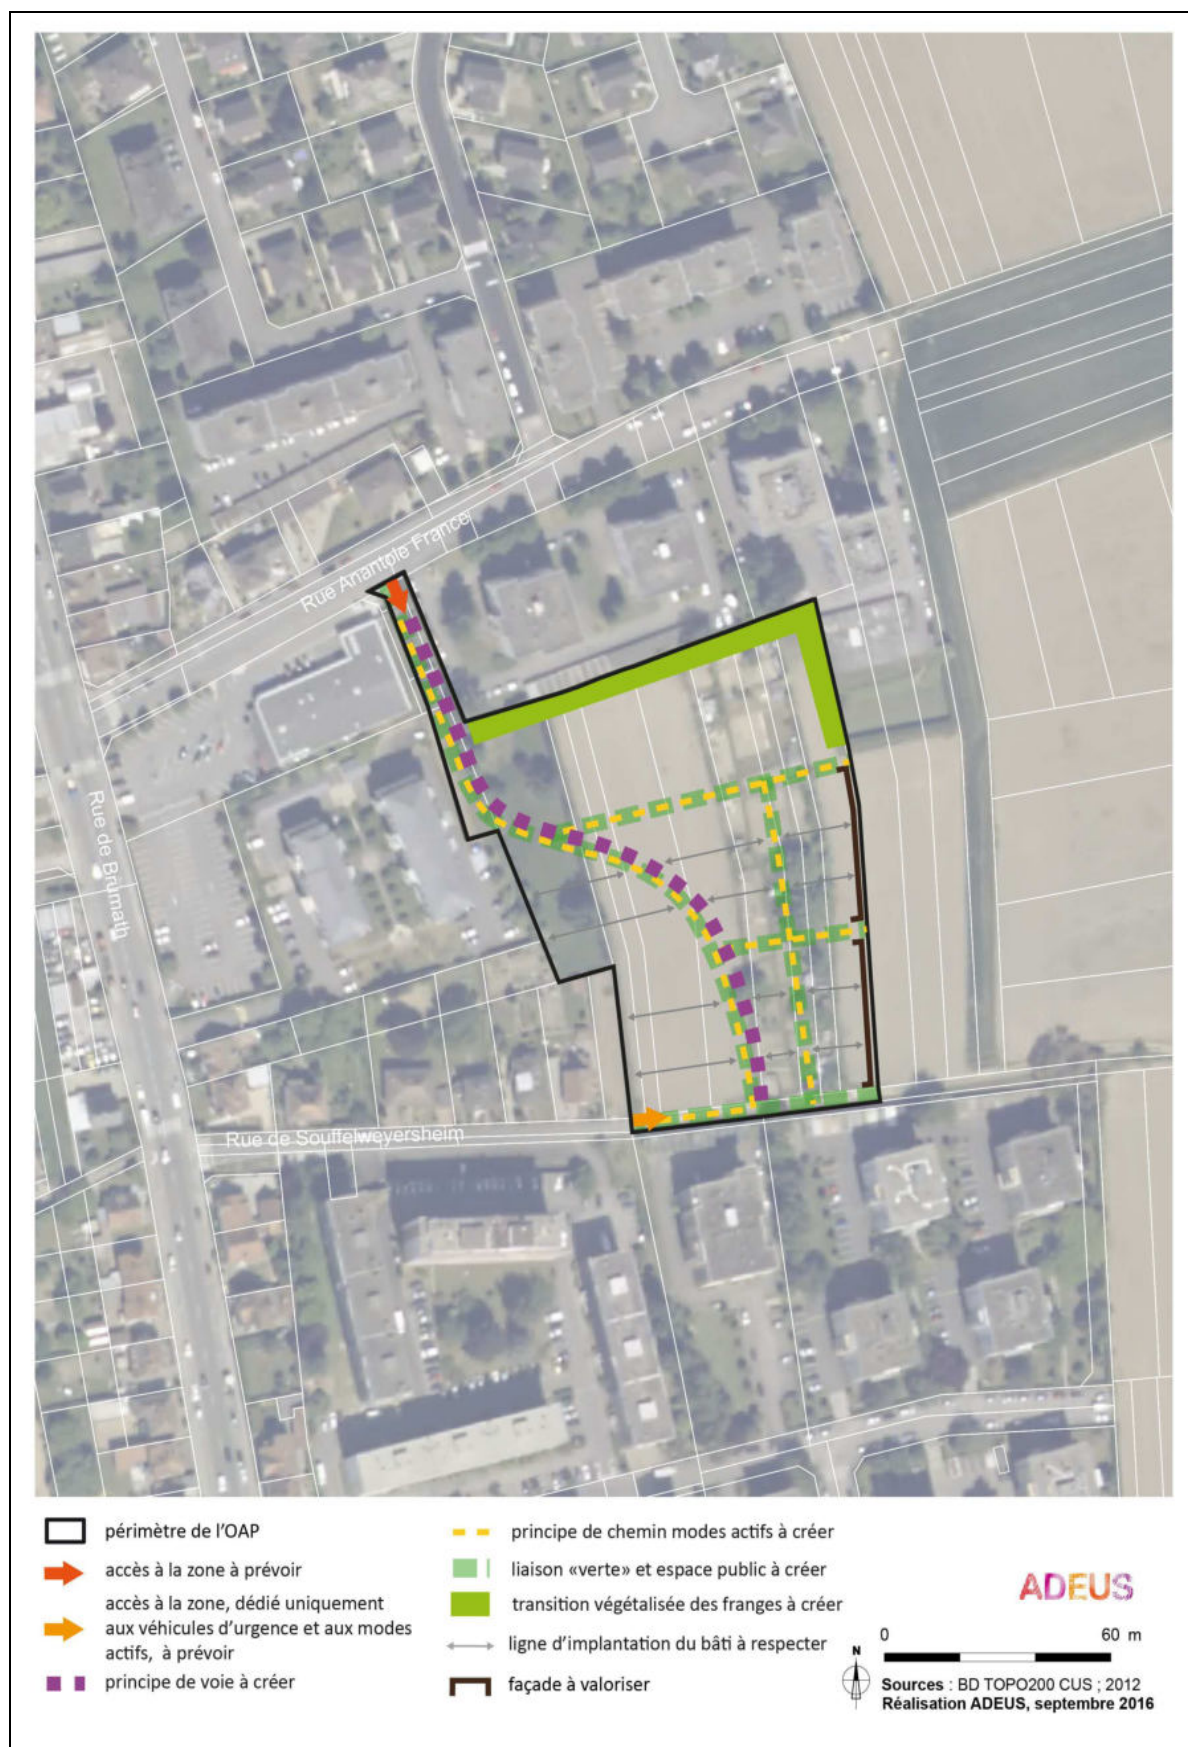 Rue Anantole France
Rue de Brumath
Rue de Souffelweyersheim
périmètre de l'OAP
accès à la zone à prévoir
accès à la zone, dédié uniquement
aux véhicules d'urgence et aux modes
actifs, à prévoir
principe de voie à créer
principe de chemin modes actifs à créer
liaison «verte» et espace public à créer
transition végétalisée des franges à créer
ligne d'implantation du bâti à respecter
façade à valoriser
ADEUS
0 60 m
N
Sources : BD TOPO200 CUS ; 2012
Réalisation ADEUS, septembre 2016